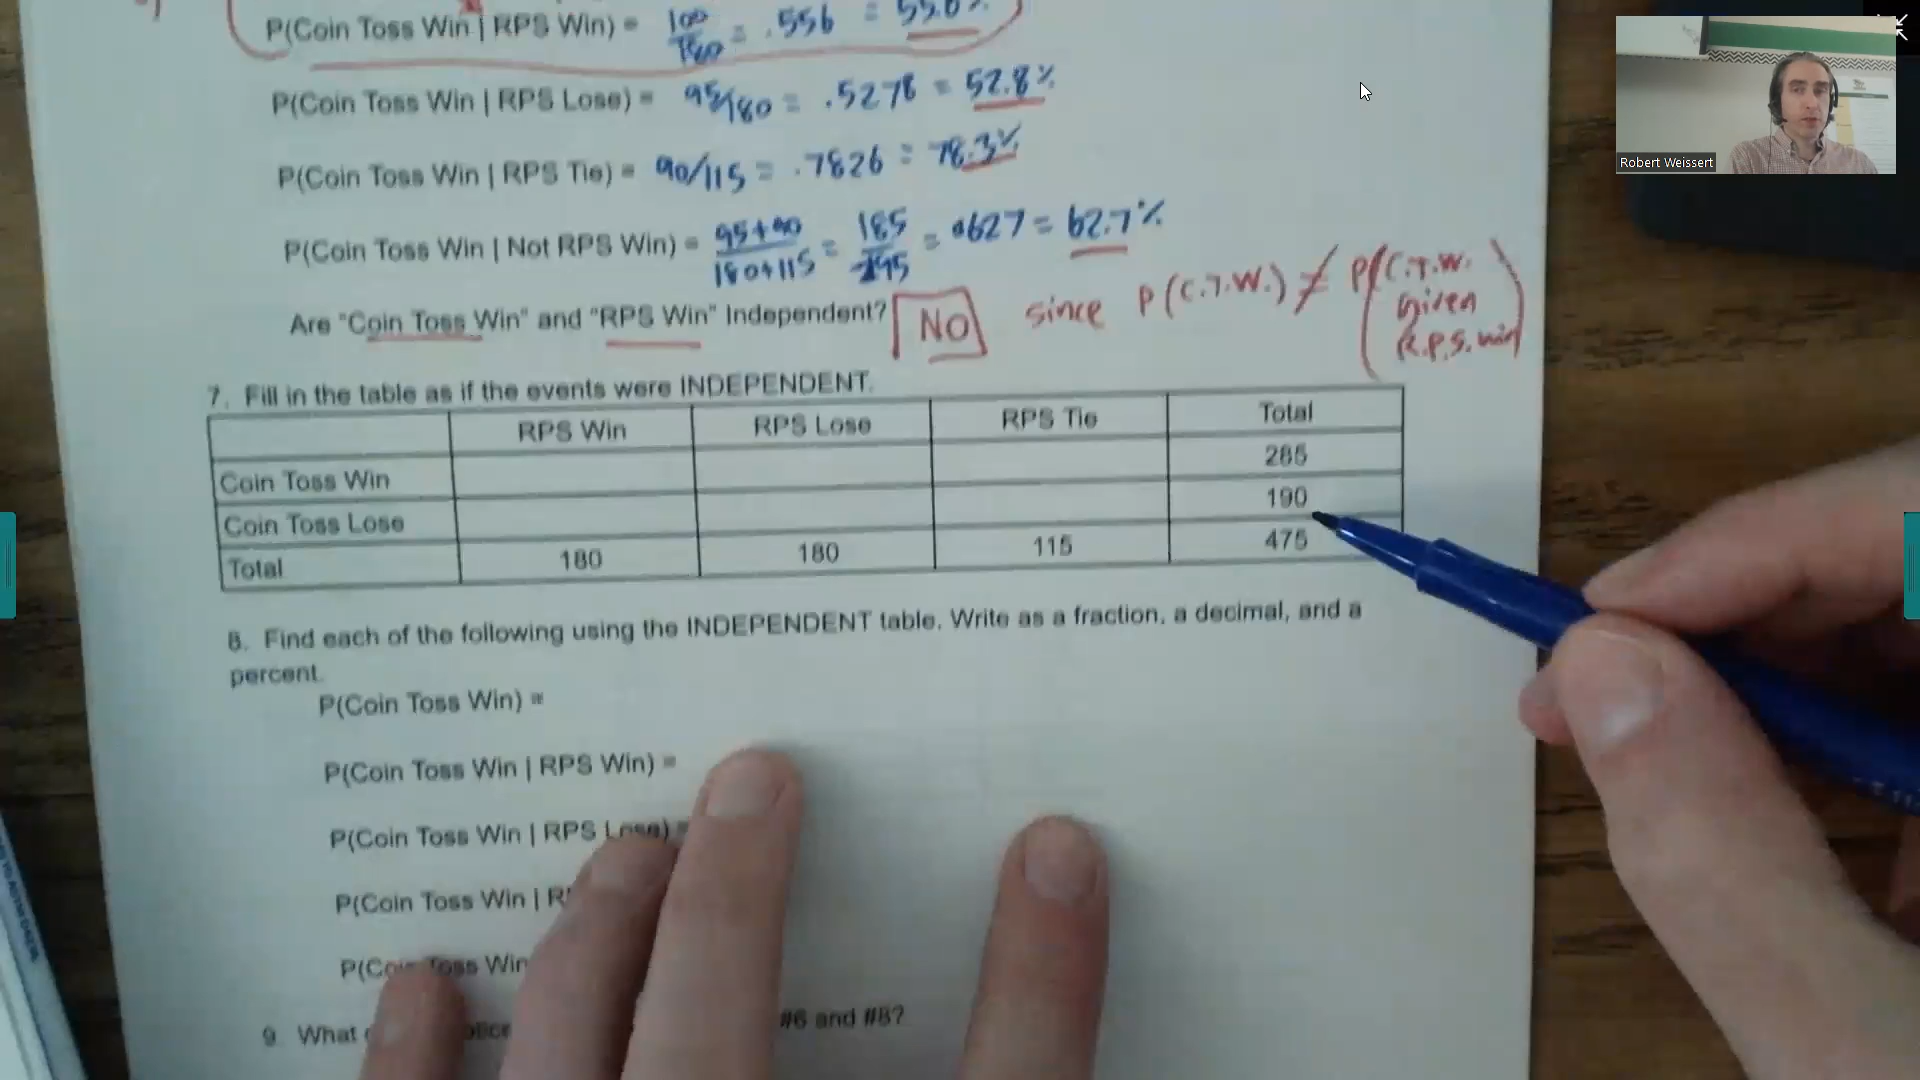 P(Coin Toss Win | RPS Win) = 100/180 = .556 = 55.6%
P(Coin Toss Win | RPS Lose) = 95/180 = .5278 = 52.8%
P(Coin Toss Win | RPS Tie) = 90/115 = .7826 = 78.3%
P(Coin Toss Win | Not RPS Win) = 95+90/180+115 = 185/295 = .627 = 62.7%
Are "Coin Toss Win" and "RPS Win" Independent? NO since P(C.T.W.) ≠ P(C.T.W. Given R.P.S. win)
7. Fill in the table as if the events were INDEPENDENT.
RPS Win RPS Lose RPS Tie Total
Coin Toss Win 285
Coin Toss Lose 190
Total 180 180 115 475
8. Find each of the following using the INDEPENDENT table. Write as a fraction, a decimal, and a
percent.
P(Coin Toss Win) =
P(Coin Toss Win | RPS Win) =
P(Coin Toss Win | RPS Lose) =
P(Coin Toss Win |
P( Toss Win
9. What #6 and #8?
Robert Weissert